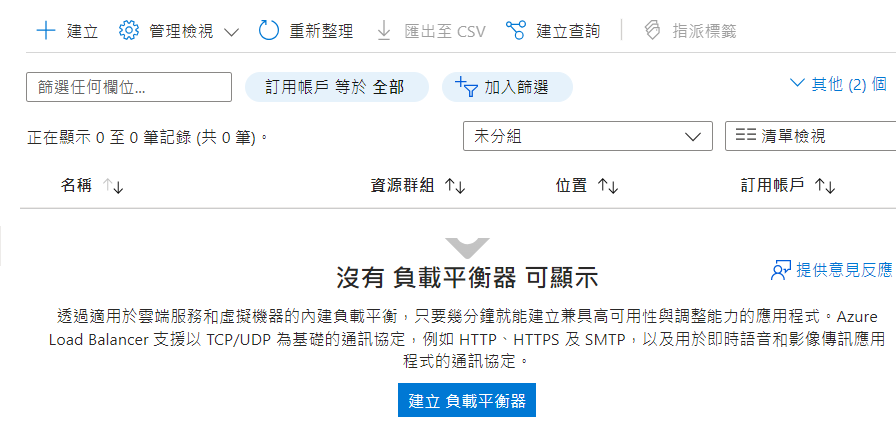 建立 管理檢視 重新整理 匯出至 CSV 建立查詢 指派標籤
篩選任何欄位... 訂用帳戶 等於 全部 加入篩選 其他 (2) 個
正在顯示 0 至 0 筆記錄 (共 0 筆)。 未分組 清單檢視
名稱 資源群組 位置 訂用帳戶
沒有 負載平衡器 可顯示 提供意見反應
透過適用於雲端服務和虛擬機器的內建負載平衡，只要幾分鐘就能建立兼具高可用性與調整能力的應用程式。Azure
Load Balancer 支援以 TCP/UDP 為基礎的通訊協定，例如 HTTP、HTTPS 及 SMTP，以及用於即時語音和影像傳訊應用
程式的通訊協定。
建立 負載平衡器